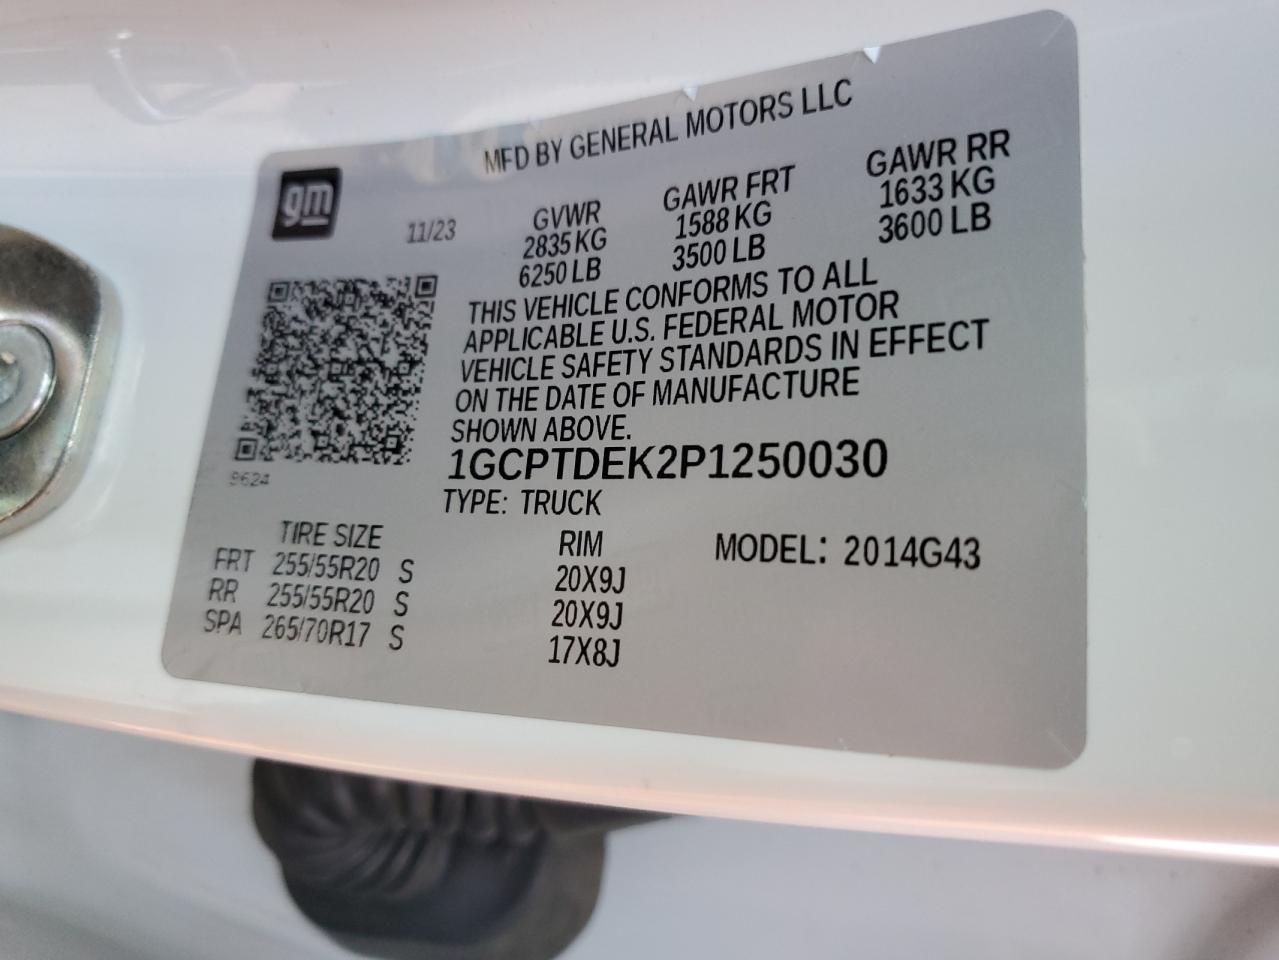 MFD BY GENERAL MOTORS LLC
gm
11/23
GVWR
2835 KG
6250 LB
GAWR FRT
1588 KG
3500 LB
GAWR RR
1633 KG
3600 LB
THIS VEHICLE CONFORMS TO ALL
APPLICABLE U.S. FEDERAL MOTOR
VEHICLE SAFETY STANDARDS IN EFFECT
ON THE DATE OF MANUFACTURE
SHOWN ABOVE.
1GCPTDEK2P1250030
9624
TYPE: TRUCK
TIRE SIZE RIM MODEL: 2014G43
FRT 255/55R20 S 20X9J
RR 255/55R20 S 20X9J
SPA 265/70R17 S 17X8J